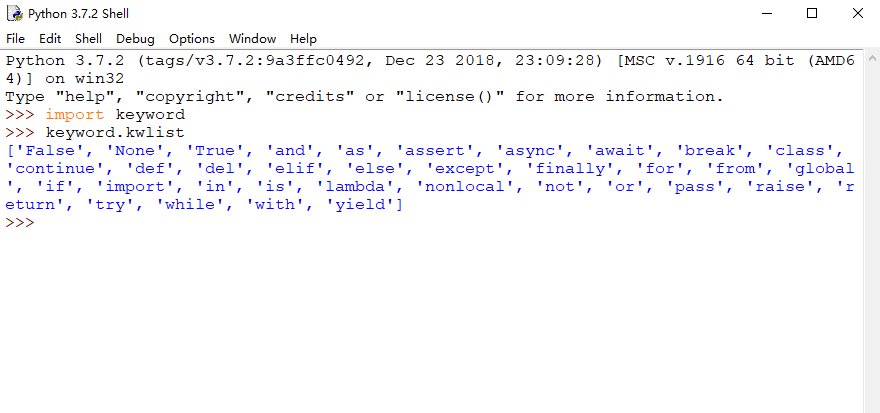 Python 3.7.2 Shell
File Edit Shell Debug Options Window Help
Python 3.7.2 (tags/v3.7.2:9a3ffc0492, Dec 23 2018, 23:09:28) [MSC v.1916 64 bit (AMD6
4)] on win32
Type "help", "copyright", "credits" or "license()" for more information.
>>> import keyword
>>> keyword.kwlist
['False', 'None', 'True', 'and', 'as', 'assert', 'async', 'await', 'break', 'class',
'continue', 'def', 'del', 'elif', 'else', 'except', 'finally', 'for', 'from', 'global
', 'if', 'import', 'in', 'is', 'lambda', 'nonlocal', 'not', 'or', 'pass', 'raise', 'r
eturn', 'try', 'while', 'with', 'yield']
>>>